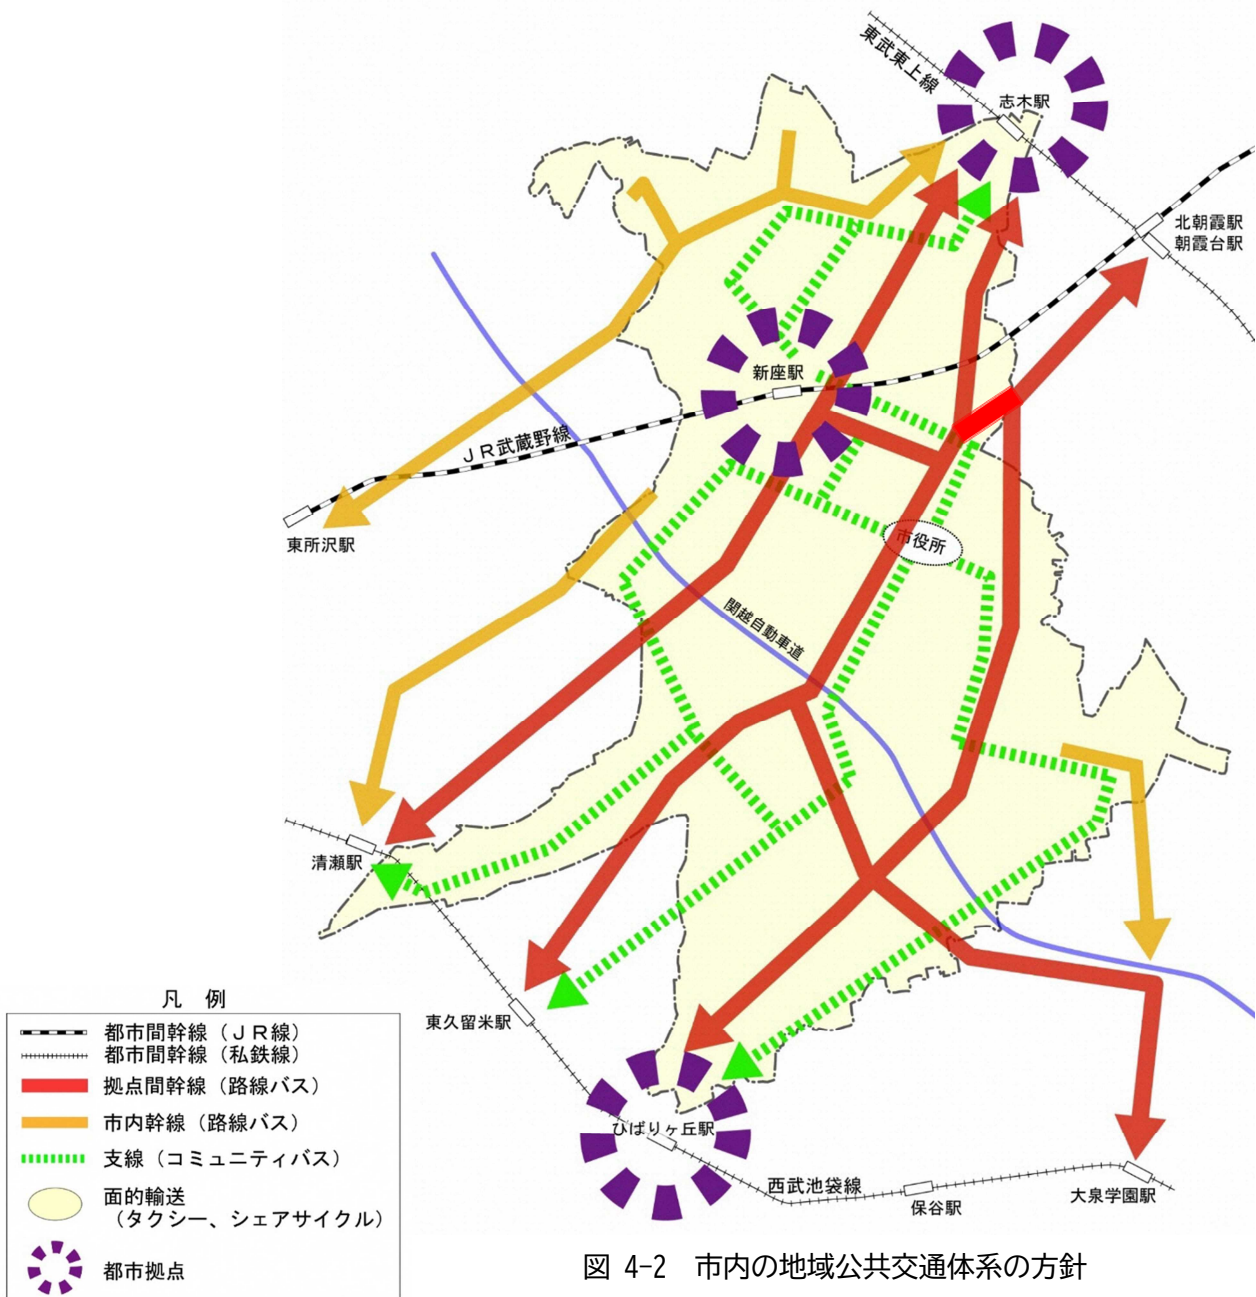 東武東上線
志木駅
北朝霞駅
朝霞台駅
新座駅
ＪＲ武蔵野線
東所沢駅
市役所
関越自動車道
清瀬駅
東久留米駅
ひばりヶ丘駅
西武池袋線
保谷駅
大泉学園駅
凡 例
都市間幹線（ＪＲ線）
都市間幹線（私鉄線）
拠点間幹線（路線バス）
市内幹線（路線バス）
支線（コミュニティバス）
面的輸送
（タクシー、シェアサイクル）
都市拠点
図 4-2 市内の地域公共交通体系の方針